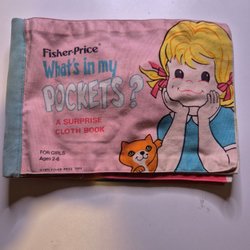 Fisher-Price®
What's in my
POCKETS?
A SURPRISE
CLOTH BOOK
FOR GIRLS
Ages 2-6